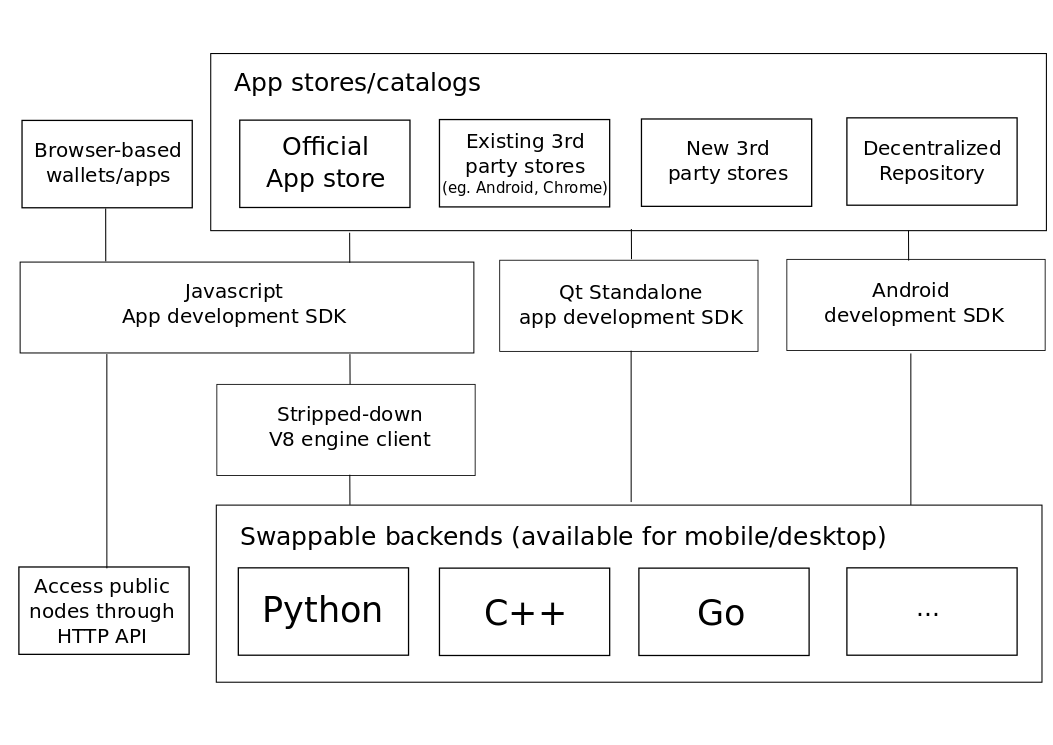 App stores/catalogs
Browser-based
wallets/apps
Official
App store
Existing 3rd
party stores
(eg. Android, Chrome)
New 3rd
party stores
Decentralized
Repository
Javascript
App development SDK
Qt Standalone
app development SDK
Android
development SDK
Stripped-down
V8 engine client
Swappable backends (available for mobile/desktop)
Access public
nodes through
HTTP API
Python
C++
Go
...